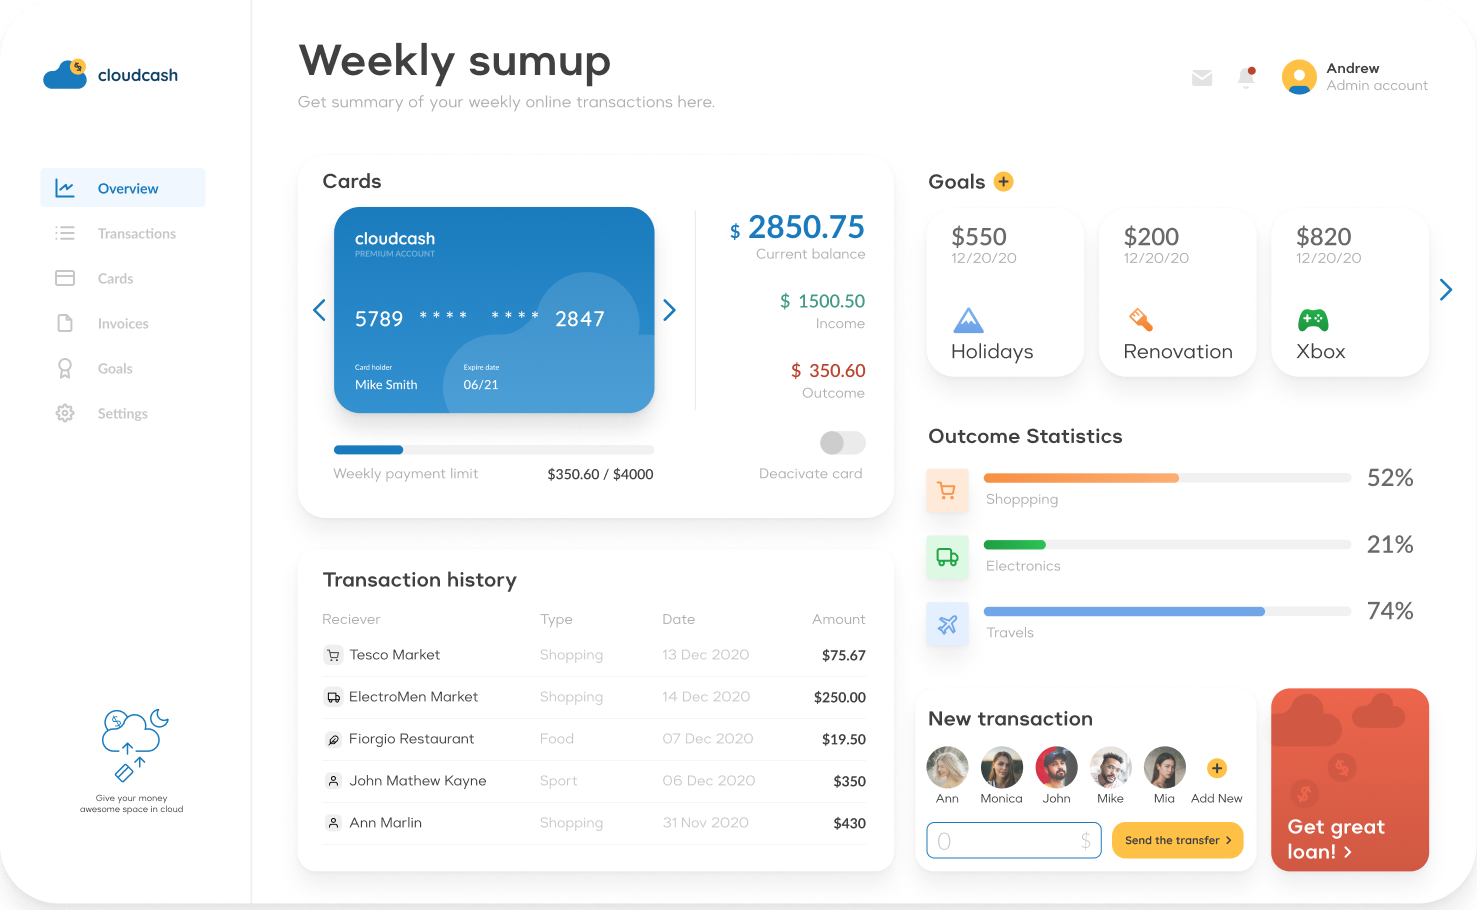 cloudcash
Overview
Transactions
Cards
Invoices
Goals
Settings
Give your money
awesome space in cloud
Weekly sumup
Get summary of your weekly online transactions here.
Andrew
Admin account
Cards
cloudcash
PREMIUM ACCOUNT
5789 **** **** 2847
Card holder
Mike Smith
Expire date
06/21
Weekly payment limit
$350.60 / $4000
$ 2850.75
Current balance
$ 1500.50
Income
$ 350.60
Outcome
Deacivate card
Goals
$550
12/20/20
Holidays
$200
12/20/20
Renovation
$820
12/20/20
Xbox
Outcome Statistics
Shoppping
52%
Electronics
21%
Travels
74%
Transaction history
Reciever Type Date Amount
Tesco Market Shopping 13 Dec 2020 $75.67
ElectroMen Market Shopping 14 Dec 2020 $250.00
Fiorgio Restaurant Food 07 Dec 2020 $19.50
John Mathew Kayne Sport 06 Dec 2020 $350
Ann Marlin Shopping 31 Nov 2020 $430
New transaction
Ann Monica John Mike Mia Add New
0 $
Send the transfer
Get great
loan!